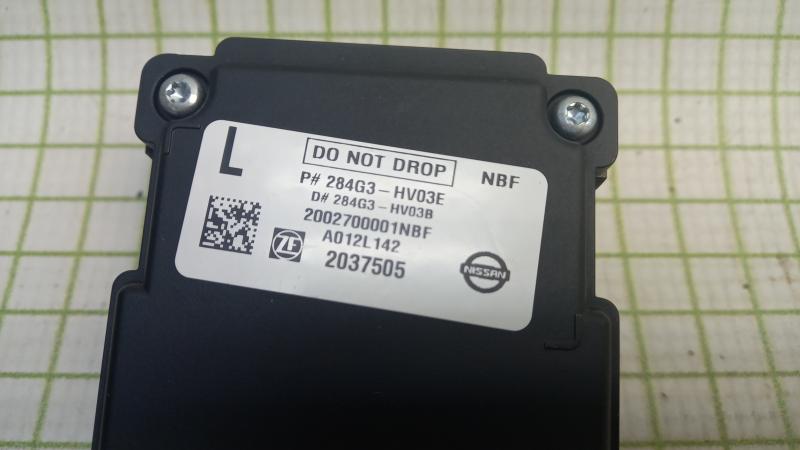 L
DO NOT DROP
NBF
P# 284G3-HV03E
D# 284G3-HV03B
2002700001NBF
ZF
A012L142
2037505
NISSAN